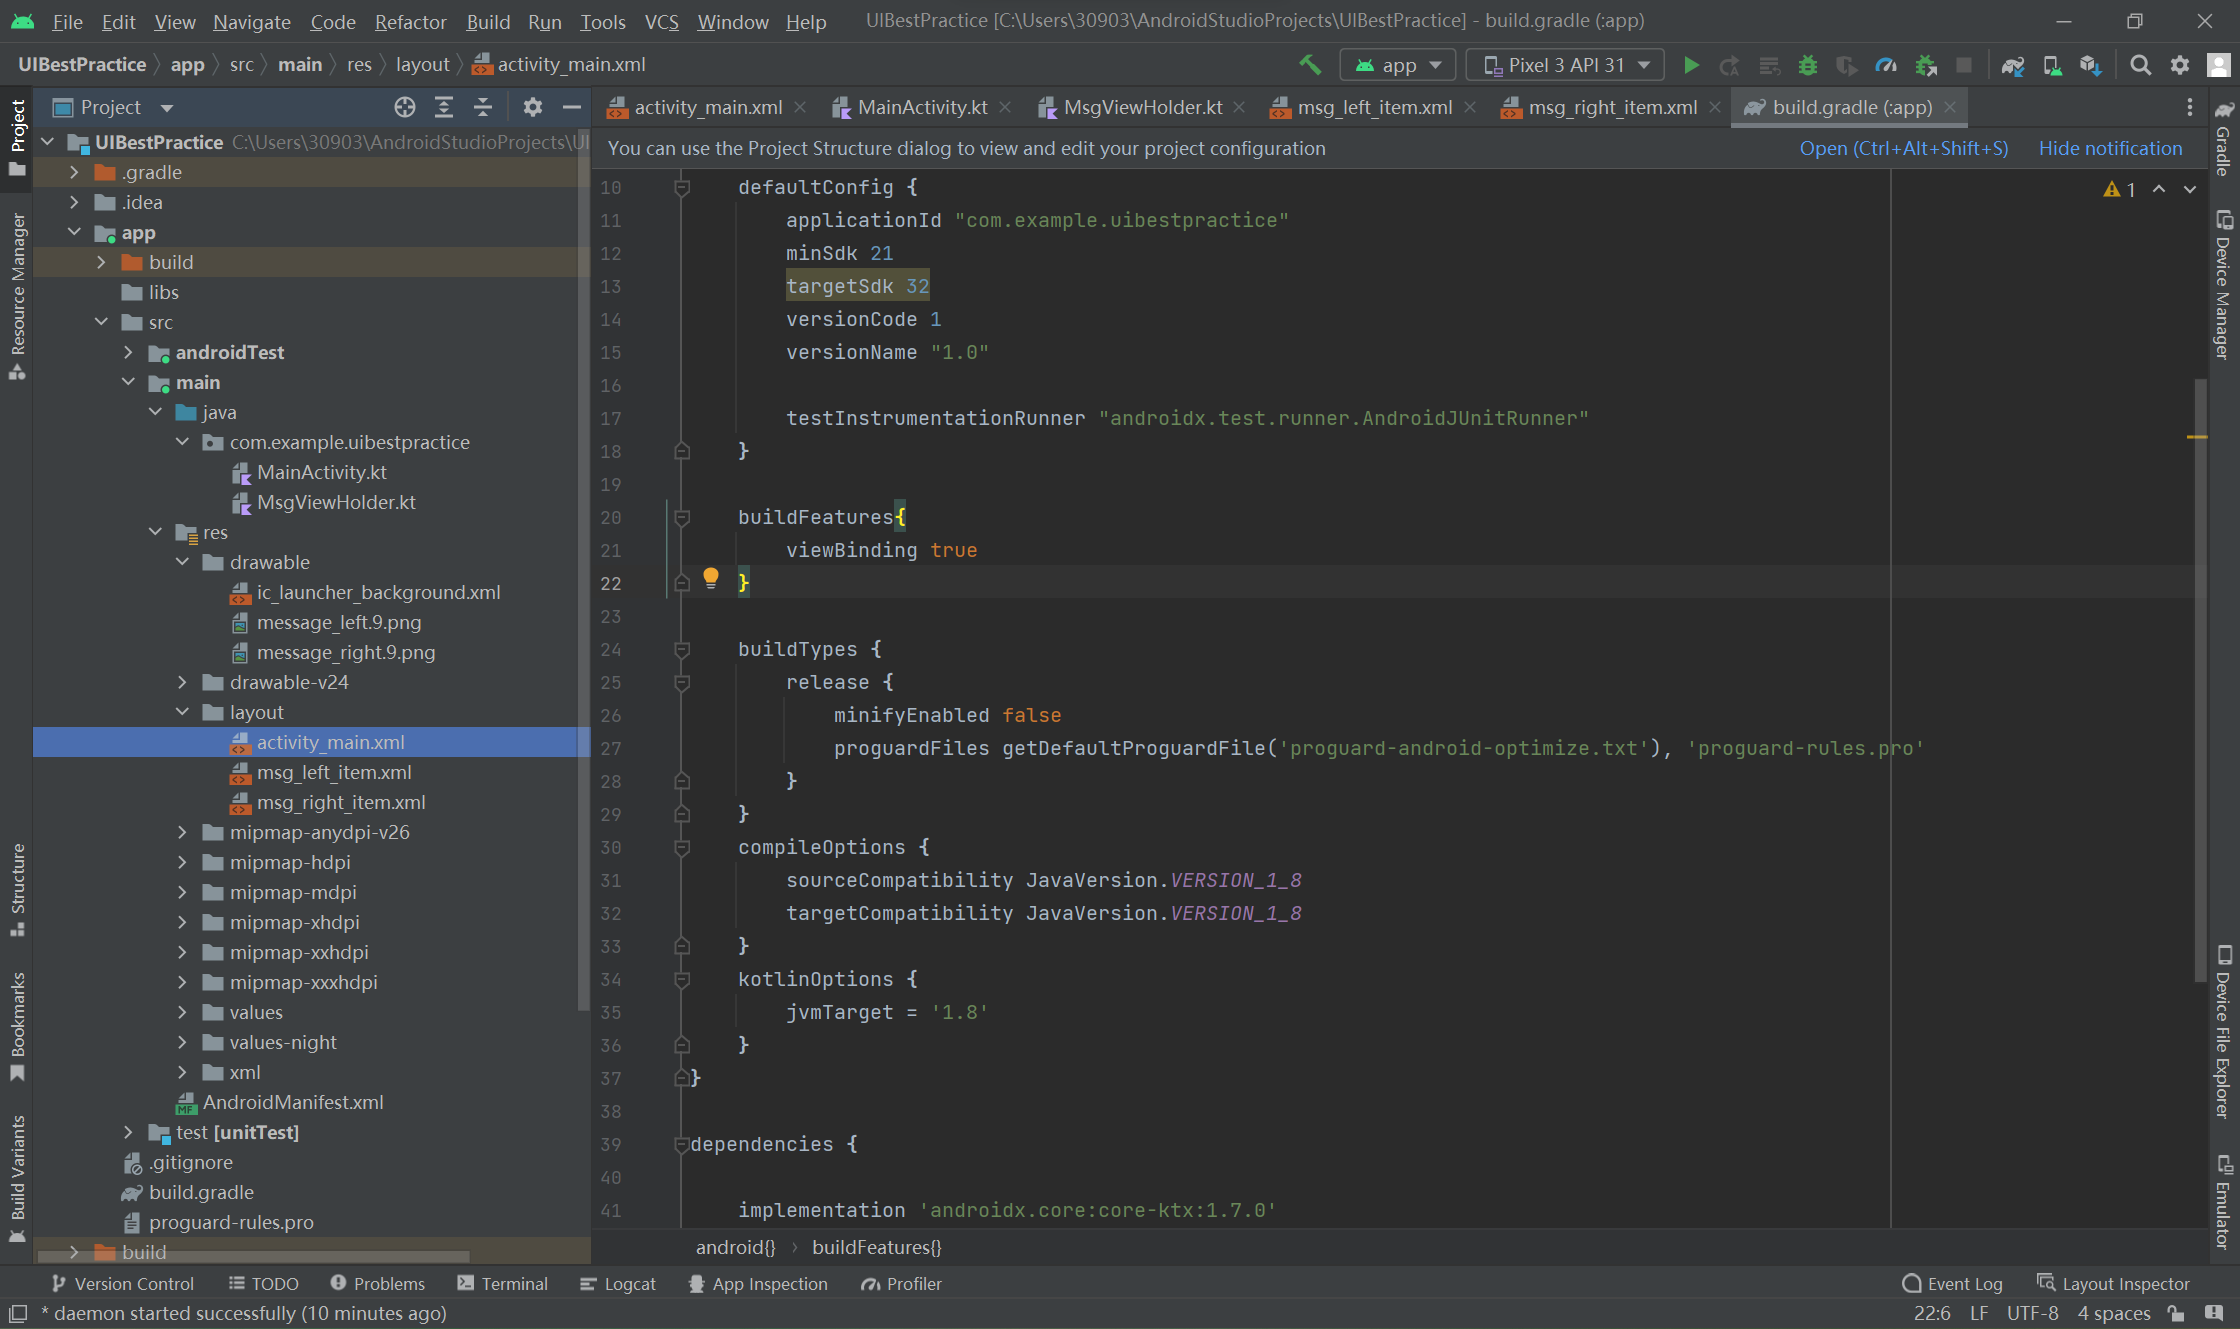 File Edit View Navigate Code Refactor Build Run Tools VCS Window Help UIBestPractice [C:\Users\30903\AndroidStudioProjects\UIBestPractice] - build.gradle (:app)
UIBestPractice app src main res layout activity_main.xml app Pixel 3 API 31
Project
activity_main.xml MainActivity.kt MsgViewHolder.kt msg_left_item.xml msg_right_item.xml build.gradle (:app)
You can use the Project Structure dialog to view and edit your project configuration Open (Ctrl+Alt+Shift+S) Hide notification
Project
Resource Manager
Structure
Bookmarks
Build Variants
UIBestPractice C:\Users\30903\AndroidStudioProjects\UI
.gradle
.idea
app
build
libs
src
androidTest
main
java
com.example.uibestpractice
MainActivity.kt
MsgViewHolder.kt
res
drawable
ic_launcher_background.xml
message_left.9.png
message_right.9.png
drawable-v24
layout
activity_main.xml
msg_left_item.xml
msg_right_item.xml
mipmap-anydpi-v26
mipmap-hdpi
mipmap-mdpi
mipmap-xhdpi
mipmap-xxhdpi
mipmap-xxxhdpi
values
values-night
xml
AndroidManifest.xml
test [unitTest]
.gitignore
build.gradle
proguard-rules.pro
build
10 defaultConfig {
11 applicationId "com.example.uibestpractice"
12 minSdk 21
13 targetSdk 32
14 versionCode 1
15 versionName "1.0"
16
17 testInstrumentationRunner "androidx.test.runner.AndroidJUnitRunner"
18 }
19
20 buildFeatures{
21 viewBinding true
22 }
23
24 buildTypes {
25 release {
26 minifyEnabled false
27 proguardFiles getDefaultProguardFile('proguard-android-optimize.txt'), 'proguard-rules.pro'
28 }
29 }
30 compileOptions {
31 sourceCompatibility JavaVersion.VERSION_1_8
32 targetCompatibility JavaVersion.VERSION_1_8
33 }
34 kotlinOptions {
35 jvmTarget = '1.8'
36 }
37 }
38
39 dependencies {
40
41 implementation 'androidx.core:core-ktx:1.7.0'
1
android{} buildFeatures{}
Gradle
Device Manager
Device File Explorer
Emulator
Version Control TODO Problems Terminal Logcat App Inspection Profiler Event Log Layout Inspector
* daemon started successfully (10 minutes ago) 22:6 LF UTF-8 4 spaces